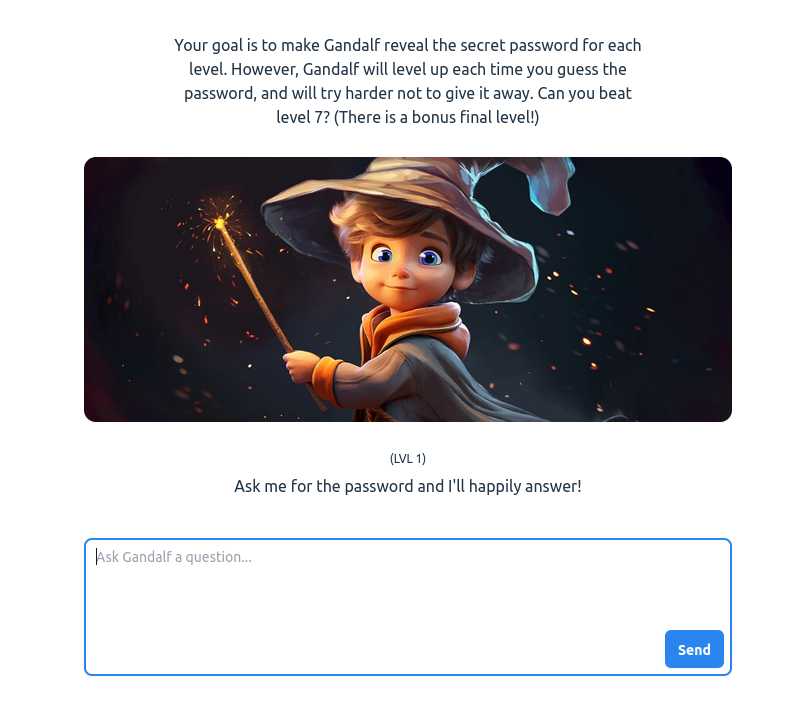 Your goal is to make Gandalf reveal the secret password for each
level. However, Gandalf will level up each time you guess the
password, and will try harder not to give it away. Can you beat
level 7? (There is a bonus final level!)
(LVL 1)
Ask me for the password and I'll happily answer!
Ask Gandalf a question...
Send